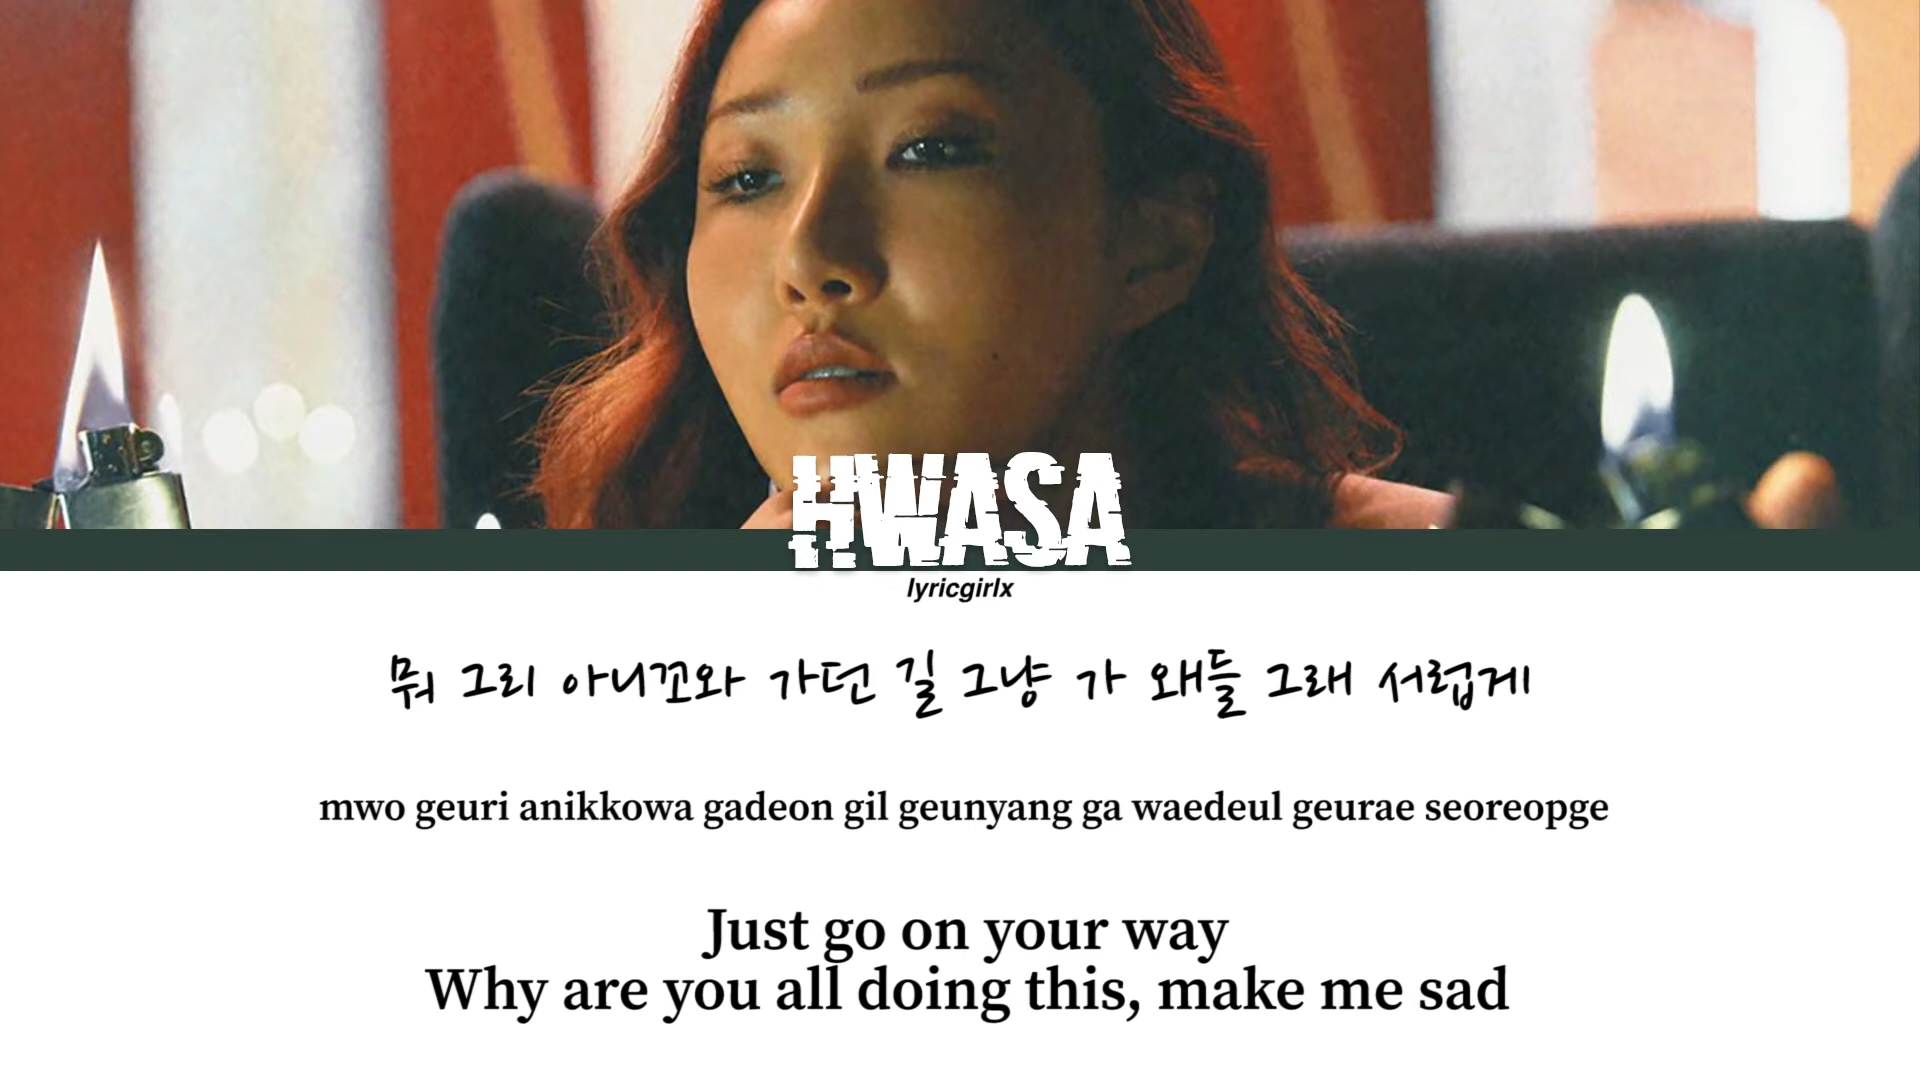 HWASA
lyricgirlx
뭐 그리 아니꼬와 가던 길 그냥 가 왜들 그래 서럽게
mwo geuri anikkowa gadeon gil geunyang ga waedeul geurae seoreopge
Just go on your way
Why are you all doing this, make me sad